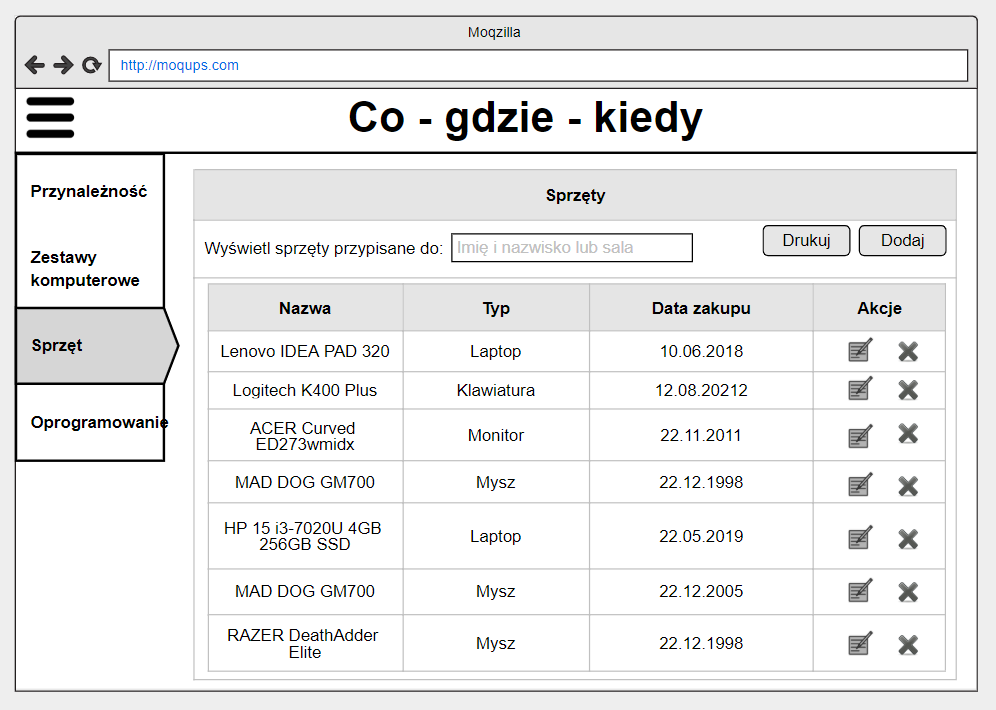 Moqzilla
http://moqups.com
Co - gdzie - kiedy
Przynależność
Zestawy
komputerowe
Sprzęt
Oprogramowanie
Sprzęty
Wyświetl sprzęty przypisane do: Imię i nazwisko lub sala Drukuj Dodaj
Nazwa Typ Data zakupu Akcje
Lenovo IDEA PAD 320 Laptop 10.06.2018
Logitech K400 Plus Klawiatura 12.08.20212
ACER Curved
ED273wmidx Monitor 22.11.2011
MAD DOG GM700 Mysz 22.12.1998
HP 15 i3-7020U 4GB
256GB SSD Laptop 22.05.2019
MAD DOG GM700 Mysz 22.12.2005
RAZER DeathAdder
Elite Mysz 22.12.1998